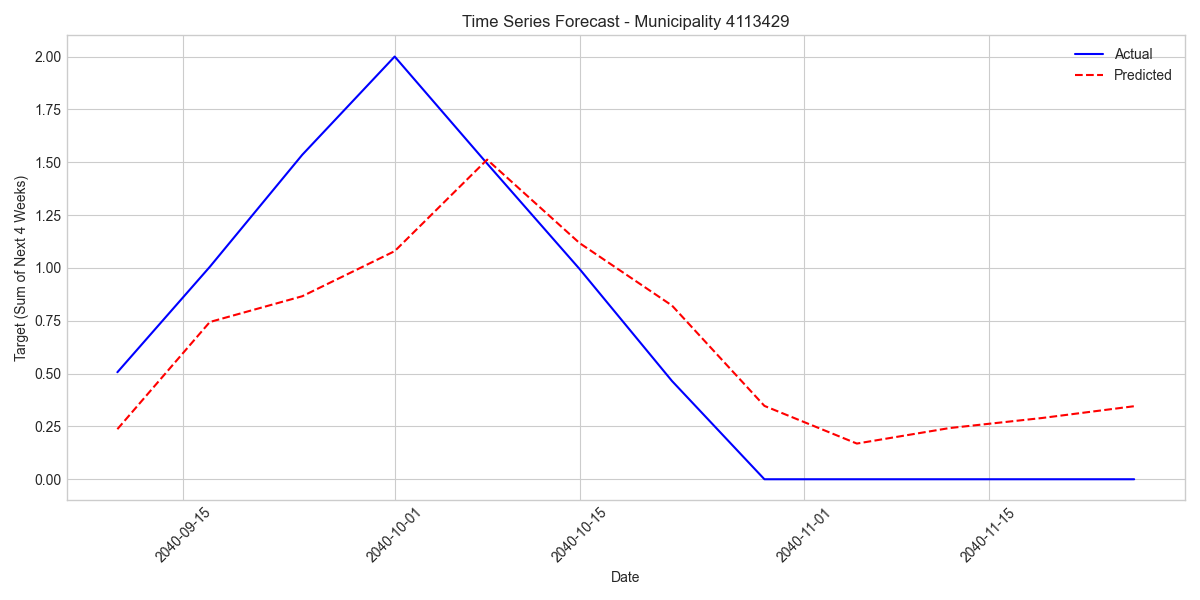 Time Series Forecast - Municipality 4113429
Actual
Predicted
Target (Sum of Next 4 Weeks)
2.00
1.75
1.50
1.25
1.00
0.75
0.50
0.25
0.00
2040-09-15
2040-10-01
2040-10-15
2040-11-01
2040-11-15
Date